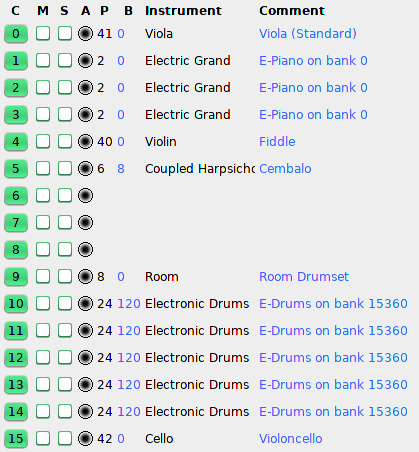 C M S A P B Instrument Comment
0 41 0 Viola Viola (Standard)
1 2 0 Electric Grand E-Piano on bank 0
2 2 0 Electric Grand E-Piano on bank 0
3 2 0 Electric Grand E-Piano on bank 0
4 40 0 Violin Fiddle
5 6 8 Coupled Harpsicho Cembalo
6
7
8
9 8 0 Room Room Drumset
10 24 120 Electronic Drums E-Drums on bank 15360
11 24 120 Electronic Drums E-Drums on bank 15360
12 24 120 Electronic Drums E-Drums on bank 15360
13 24 120 Electronic Drums E-Drums on bank 15360
14 24 120 Electronic Drums E-Drums on bank 15360
15 42 0 Cello Violoncello